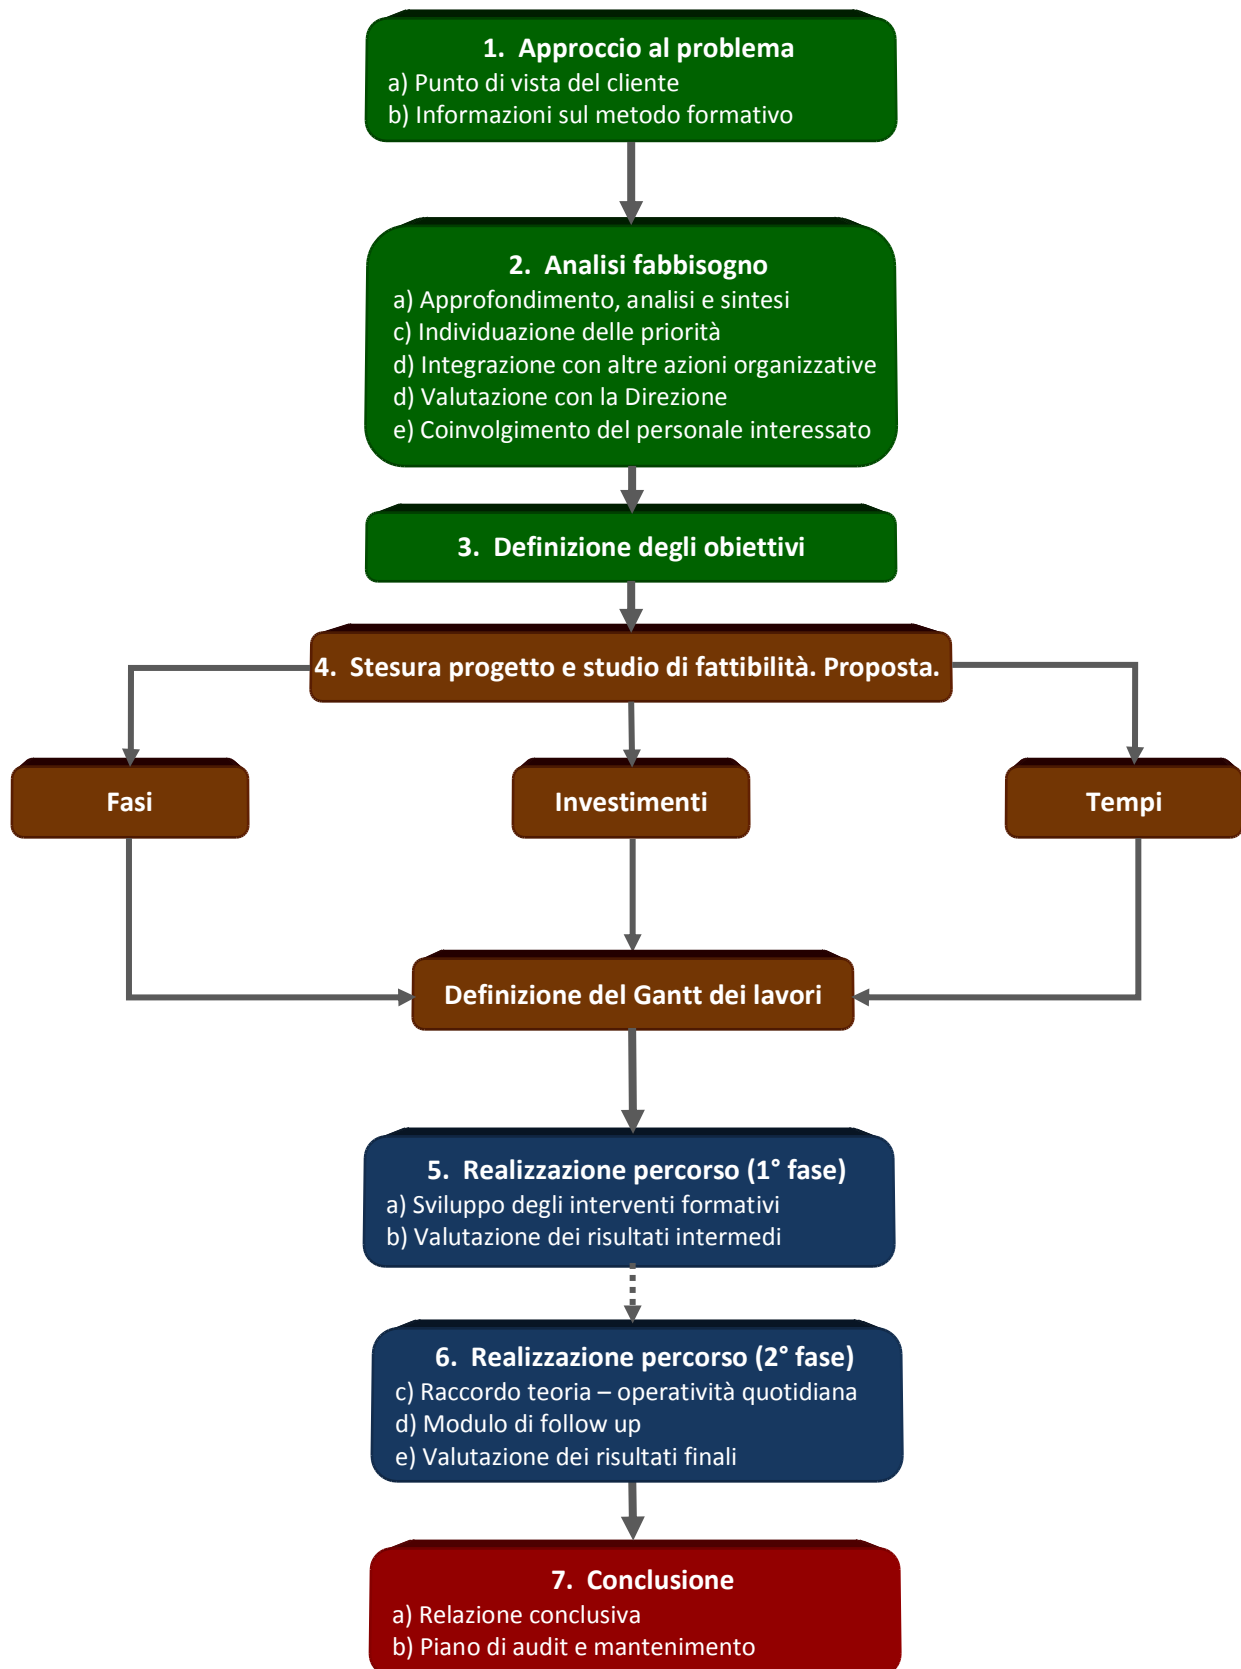 1. Approccio al problema
a) Punto di vista del cliente
b) Informazioni sul metodo formativo
2. Analisi fabbisogno
a) Approfondimento, analisi e sintesi
c) Individuazione delle priorità
d) Integrazione con altre azioni organizzative
d) Valutazione con la Direzione
e) Coinvolgimento del personale interessato
3. Definizione degli obiettivi
4. Stesura progetto e studio di fattibilità. Proposta.
Fasi
Investimenti
Tempi
Definizione del Gantt dei lavori
5. Realizzazione percorso (1° fase)
a) Sviluppo degli interventi formativi
b) Valutazione dei risultati intermedi
6. Realizzazione percorso (2° fase)
c) Raccordo teoria – operatività quotidiana
d) Modulo di follow up
e) Valutazione dei risultati finali
7. Conclusione
a) Relazione conclusiva
b) Piano di audit e mantenimento